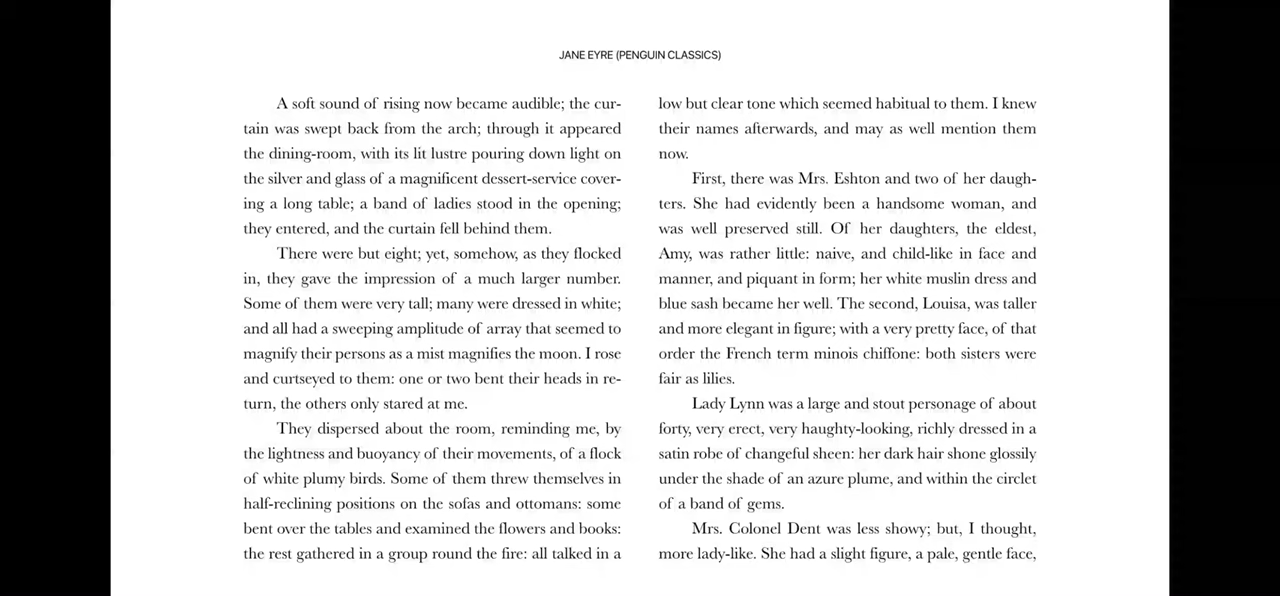 JANE EYRE (PENGUIN CLASSICS)
A soft sound of rising now became audible; the cur-
tain was swept back from the arch; through it appeared
the dining-room, with its lit lustre pouring down light on
the silver and glass of a magnificent dessert-service cover-
ing a long table; a band of ladies stood in the opening;
they entered, and the curtain fell behind them.
There were but eight; yet, somehow, as they flocked
in, they gave the impression of a much larger number.
Some of them were very tall; many were dressed in white;
and all had a sweeping amplitude of array that seemed to
magnify their persons as a mist magnifies the moon. I rose
and curtseyed to them: one or two bent their heads in re-
turn, the others only stared at me.
They dispersed about the room, reminding me, by
the lightness and buoyancy of their movements, of a flock
of white plumy birds. Some of them threw themselves in
half-reclining positions on the sofas and ottomans: some
bent over the tables and examined the flowers and books:
the rest gathered in a group round the fire: all talked in a
low but clear tone which seemed habitual to them. I knew
their names afterwards, and may as well mention them
now.
First, there was Mrs. Eshton and two of her daugh-
ters. She had evidently been a handsome woman, and
was well preserved still. Of her daughters, the eldest,
Amy, was rather little: naive, and child-like in face and
manner, and piquant in form; her white muslin dress and
blue sash became her well. The second, Louisa, was taller
and more elegant in figure; with a very pretty face, of that
order the French term minois chiffone: both sisters were
fair as lilies.
Lady Lynn was a large and stout personage of about
forty, very erect, very haughty-looking, richly dressed in a
satin robe of changeful sheen: her dark hair shone glossily
under the shade of an azure plume, and within the circlet
of a band of gems.
Mrs. Colonel Dent was less showy; but, I thought,
more lady-like. She had a slight figure, a pale, gentle face,